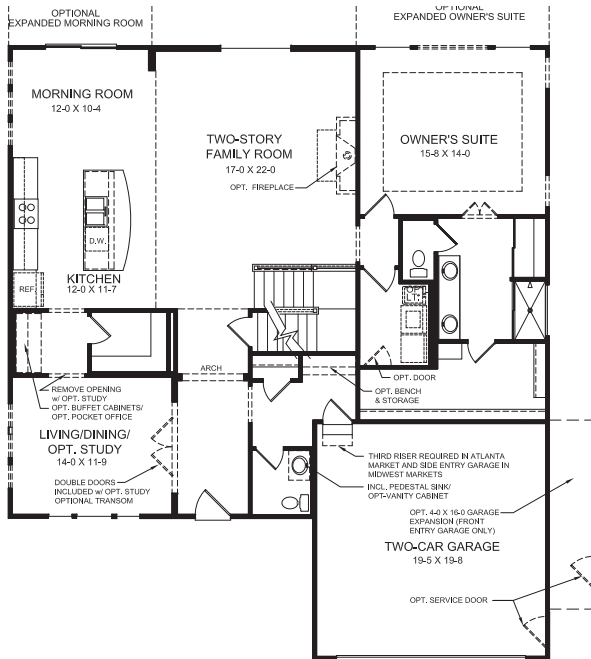 OPTIONAL
EXPANDED MORNING ROOM
OPTIONAL
EXPANDED OWNER'S SUITE
MORNING ROOM
12-0 X 10-4
TWO-STORY
FAMILY ROOM
17-0 X 22-0
OPT. FIREPLACE
OWNER'S SUITE
15-8 X 14-0
D.W.
KITCHEN
12-0 X 11-7
REF.
OPT.
LT.
ARCH
OPT. DOOR
OPT. BENCH
& STORAGE
REMOVE OPENING
w/ OPT. STUDY
OPT. BUFFET CABINETS/
OPT. POCKET OFFICE
LIVING/DINING/
OPT. STUDY
14-0 X 11-9
DOUBLE DOORS
INCLUDED w/ OPT. STUDY
OPTIONAL TRANSOM
THIRD RISER REQUIRED IN ATLANTA
MARKET AND SIDE ENTRY GARAGE IN
MIDWEST MARKETS
INCL. PEDESTAL SINK/
OPT-VANITY CABINET
OPT. 4-0 X 16-0 GARAGE
EXPANSION (FRONT
ENTRY GARAGE ONLY)
TWO-CAR GARAGE
19-5 X 19-8
OPT. SERVICE DOOR